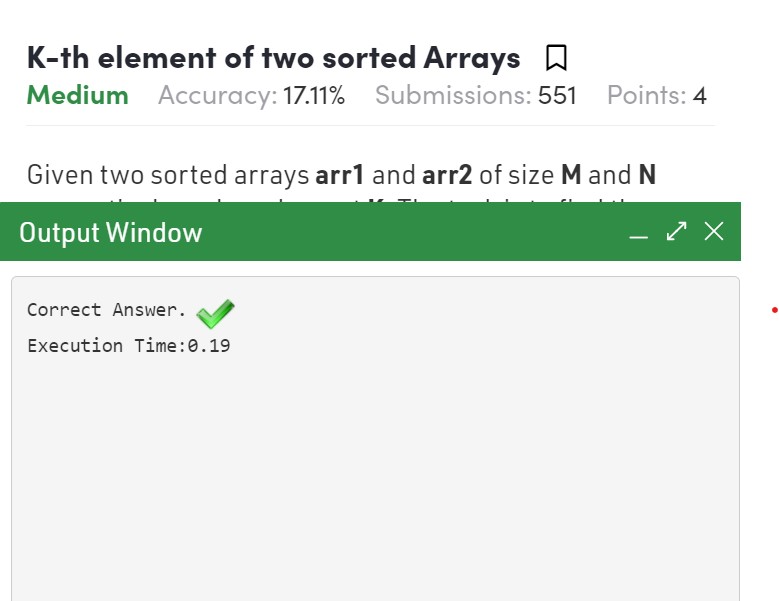 K-th element of two sorted Arrays
Medium Accuracy: 17.11% Submissions: 551 Points: 4
Given two sorted arrays arr1 and arr2 of size M and N
Output Window
Correct Answer.
Execution Time:0.19